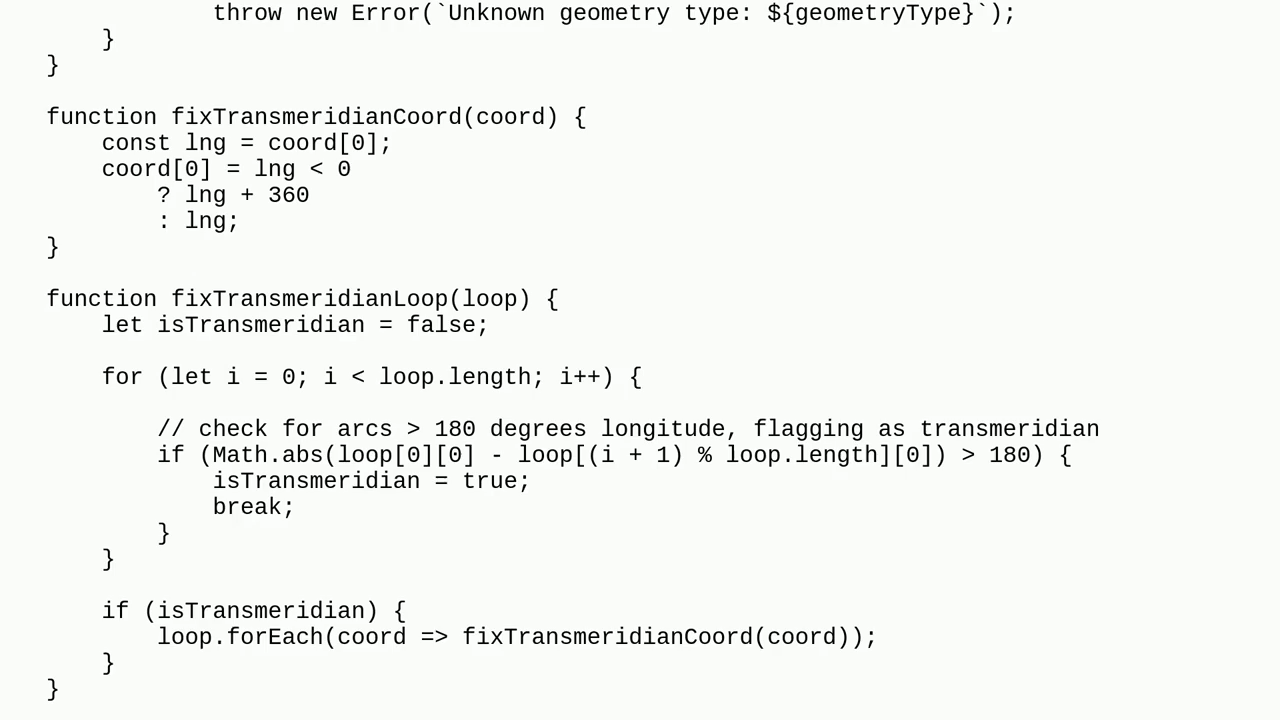 throw new Error(`Unknown geometry type: ${geometryType}`);
}
}
function fixTransmeridianCoord(coord) {
const lng = coord[0];
coord[0] = lng < 0
? lng + 360
: lng;
}
function fixTransmeridianLoop(loop) {
let isTransmeridian = false;
for (let i = 0; i < loop.length; i++) {
// check for arcs > 180 degrees longitude, flagging as transmeridian
if (Math.abs(loop[0][0] - loop[(i + 1) % loop.length][0]) > 180) {
isTransmeridian = true;
break;
}
}
if (isTransmeridian) {
loop.forEach(coord => fixTransmeridianCoord(coord));
}
}